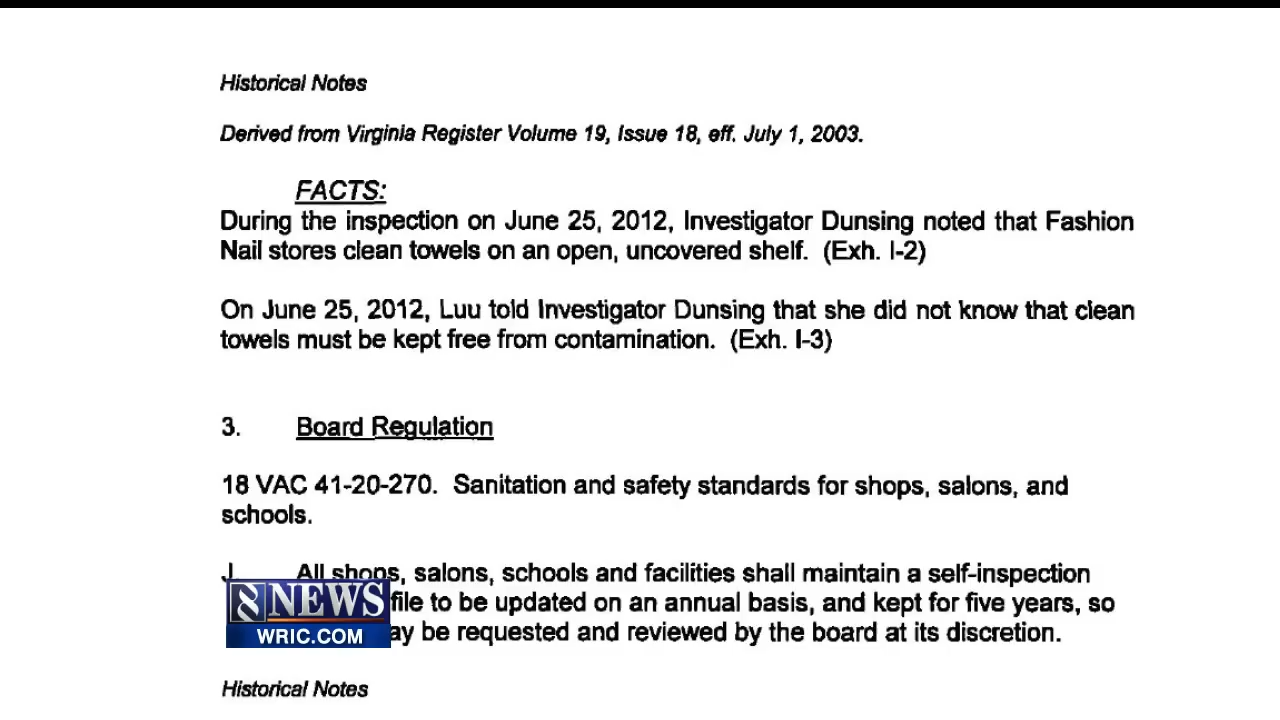 Historical Notes
Derived from Virginia Register Volume 19, Issue 18, eff. July 1, 2003.
FACTS:
During the inspection on June 25, 2012, Investigator Dunsing noted that Fashion
Nail stores clean towels on an open, uncovered shelf. (Exh. I-2)
On June 25, 2012, Luu told Investigator Dunsing that she did not know that clean
towels must be kept free from contamination. (Exh. I-3)
3. Board Regulation
18 VAC 41-20-270. Sanitation and safety standards for shops, salons, and
schools.
All shops, salons, schools and facilities shall maintain a self-inspection
file to be updated on an annual basis, and kept for five years, so
be requested and reviewed by the board at its discretion.
8NEWS
WRIC.COM
Historical Notes